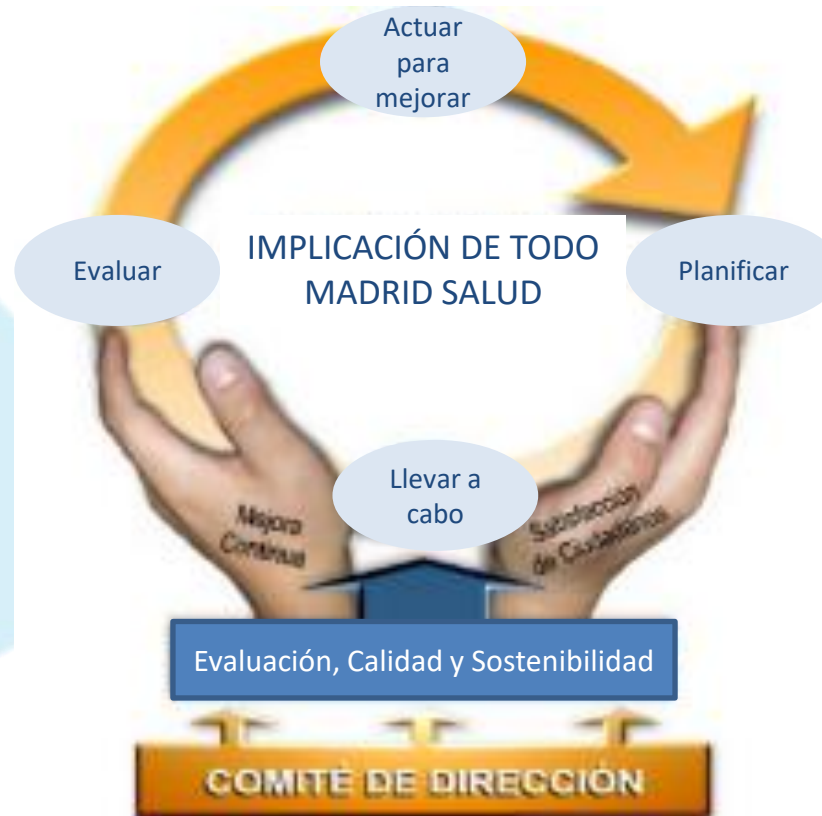 Actuar
para
mejorar
Evaluar
IMPLICACIÓN DE TODO
MADRID SALUD
Planificar
Llevar a
cabo
Mejora
Continua
Satisfacción
de Ciudadanos
Evaluación, Calidad y Sostenibilidad
COMITÉ DE DIRECCIÓN